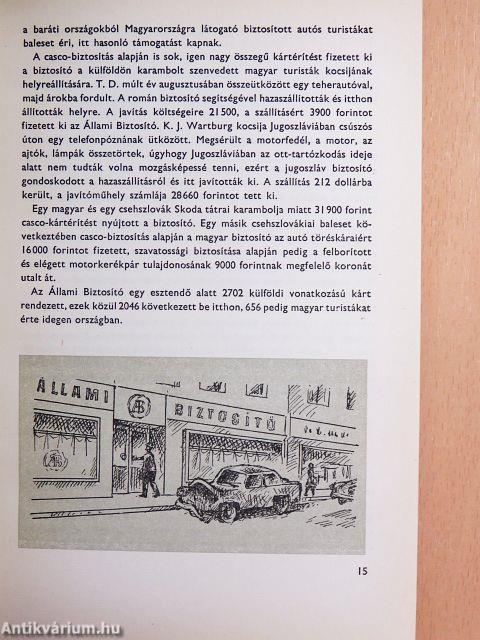 a baráti országokból Magyarországra látogató biztosított autós turistákat
baleset éri, itt hasonló támogatást kapnak.
A casco-biztosítás alapján is sok, igen nagy összegű kártérítést fizetett ki
a biztosító a külföldön karambolt szenvedett magyar turisták kocsijának
helyreállítására. T. D. múlt év augusztusában összeütközött egy teherautóval,
majd árokba fordult. A román biztosító segítségével hazaszállították és itthon
állították helyre. A javítás költségeire 21 500, a szállításért 3900 forintot
fizetett ki az Állami Biztosító. K. J. Wartburg kocsija Jugoszláviában csúszós
úton egy telefonpóznának ütközött. Megsérült a motorfedél, a motor, az
ajtók, lámpák összetörtek, úgyhogy Jugoszláviában az ott-tartózkodás ideje
alatt nem tudták volna mozgásképessé tenni, ezért a jugoszláv biztosító
gondoskodott a hazaszállításról és itt javították ki. A szállítás 212 dollárba
került, a javítóműhely számlája 28 660 forintot tett ki.
Egy magyar és egy csehszlovák Skoda tátrai karambolja miatt 31 900 forint
casco-kártérítést nyújtott a biztosító. Egy másik csehszlovákiai baleset kö-
vetkeztében casco-biztosítás alapján a magyar biztosító az autó töréskáraiért
16 000 forintot fizetett, szavatossági biztosítása alapján pedig a felborított
és elégett motorkerékpár tulajdonosának 9000 forintnak megfelelő koronát
utalt át.
Az Állami Biztosító egy esztendő alatt 2702 külföldi vonatkozású kárt
rendezett, ezek közül 2046 következett be itthon, 656 pedig magyar turistákat
érte idegen országban.
ÁLLAMI
ÁB
BIZTOSÍTÓ
ÁB
15
Antikvárium.hu